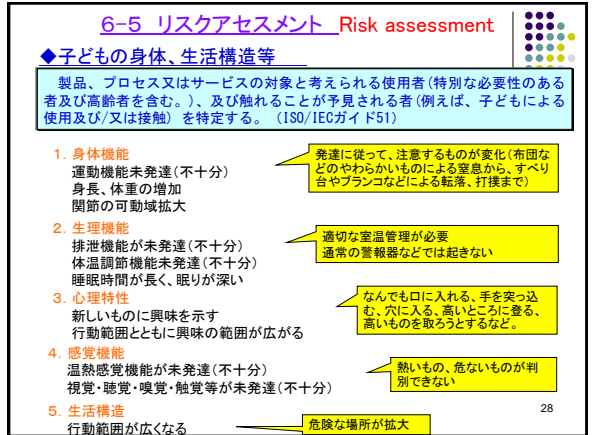 6-5 リスクアセスメント Risk assessment
◆子どもの身体、生活構造等
製品、プロセス又はサービスの対象と考えられる使用者(特別な必要性のある
者及び高齢者を含む。)、及び触れることが予見される者(例えば、子どもによる
使用及び/又は接触) を特定する。 (ISO/IECガイド51)
1. 身体機能
運動機能未発達(不十分)
身長、体重の増加
関節の可動域拡大
発達に従って、注意するものが変化(布団な
どのやわらかいものによる窒息から、すべり
台やブランコなどによる転落、打撲まで)
2. 生理機能
排泄機能が未発達(不十分)
体温調節機能未発達(不十分)
睡眠時間が長く、眠りが深い
適切な室温管理が必要
通常の警報器などでは起きない
3. 心理特性
新しいものに興味を示す
行動範囲とともに興味の範囲が広がる
なんでも口に入れる、手を突っ込
む、穴に入る、高いところに登る、
高いものを取ろうとするなど。
4. 感覚機能
温熱感覚機能が未発達(不十分)
視覚・聴覚・嗅覚・触覚等が未発達(不十分)
熱いもの、危ないものが判
別できない
5. 生活構造
行動範囲が広くなる
危険な場所が拡大
28